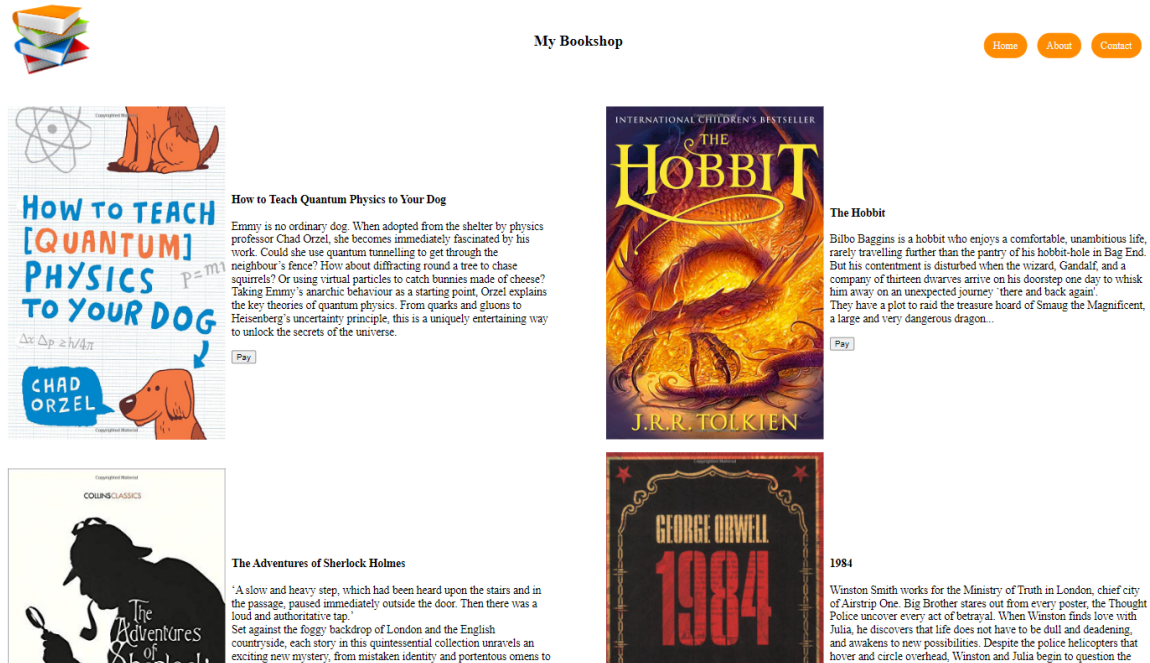 My Bookshop
Home
About
Contact
Copyrighted Material
HOW TO TEACH
[QUANTUM]
PHYSICS
TO YOUR DOG
Δx Δp ≥ h/4π
CHAD
ORZEL
Copyrighted Material
How to Teach Quantum Physics to Your Dog
Emmy is no ordinary dog. When adopted from the shelter by physics
professor Chad Orzel, she becomes immediately fascinated by his
work. Could she use quantum tunnelling to get through the
neighbour’s fence? How about diffracting round a tree to chase
squirrels? Or using virtual particles to catch bunnies made of cheese?
Taking Emmy’s anarchic behaviour as a starting point, Orzel explains
the key theories of quantum physics. From quarks and gluons to
Heisenberg’s uncertainty principle, this is a uniquely entertaining way
to unlock the secrets of the universe.
Pay
INTERNATIONAL CHILDREN'S BESTSELLER
THE
HOBBIT
J.R.R. TOLKIEN
The Hobbit
Bilbo Baggins is a hobbit who enjoys a comfortable, unambitious life,
rarely travelling further than the pantry of his hobbit-hole in Bag End.
But his contentment is disturbed when the wizard, Gandalf, and a
company of thirteen dwarves arrive on his doorstep one day to whisk
him away on an unexpected journey `there and back again'.
They have a plot to raid the treasure hoard of Smaug the Magnificent,
a large and very dangerous dragon...
Pay
Copyrighted Material
COLLINS CLASSICS
The
Adventures
of
Sherlock
The Adventures of Sherlock Holmes
‘A slow and heavy step, which had been heard upon the stairs and in
the passage, paused immediately outside the door. Then there was a
loud and authoritative tap.’
Set against the foggy backdrop of London and the English
countryside, each story in this quintessential collection unravels an
exciting new mystery, from mistaken identity and portentous omens to
Copyrighted Material
GEORGE ORWELL
1984
1984
Winston Smith works for the Ministry of Truth in London, chief city
of Airstrip One. Big Brother stares out from every poster, the Thought
Police uncover every act of betrayal. When Winston finds love with
Julia, he discovers that life does not have to be dull and deadening,
and awakens to new possibilities. Despite the police helicopters that
hover and circle overhead, Winston and Julia begin to question the